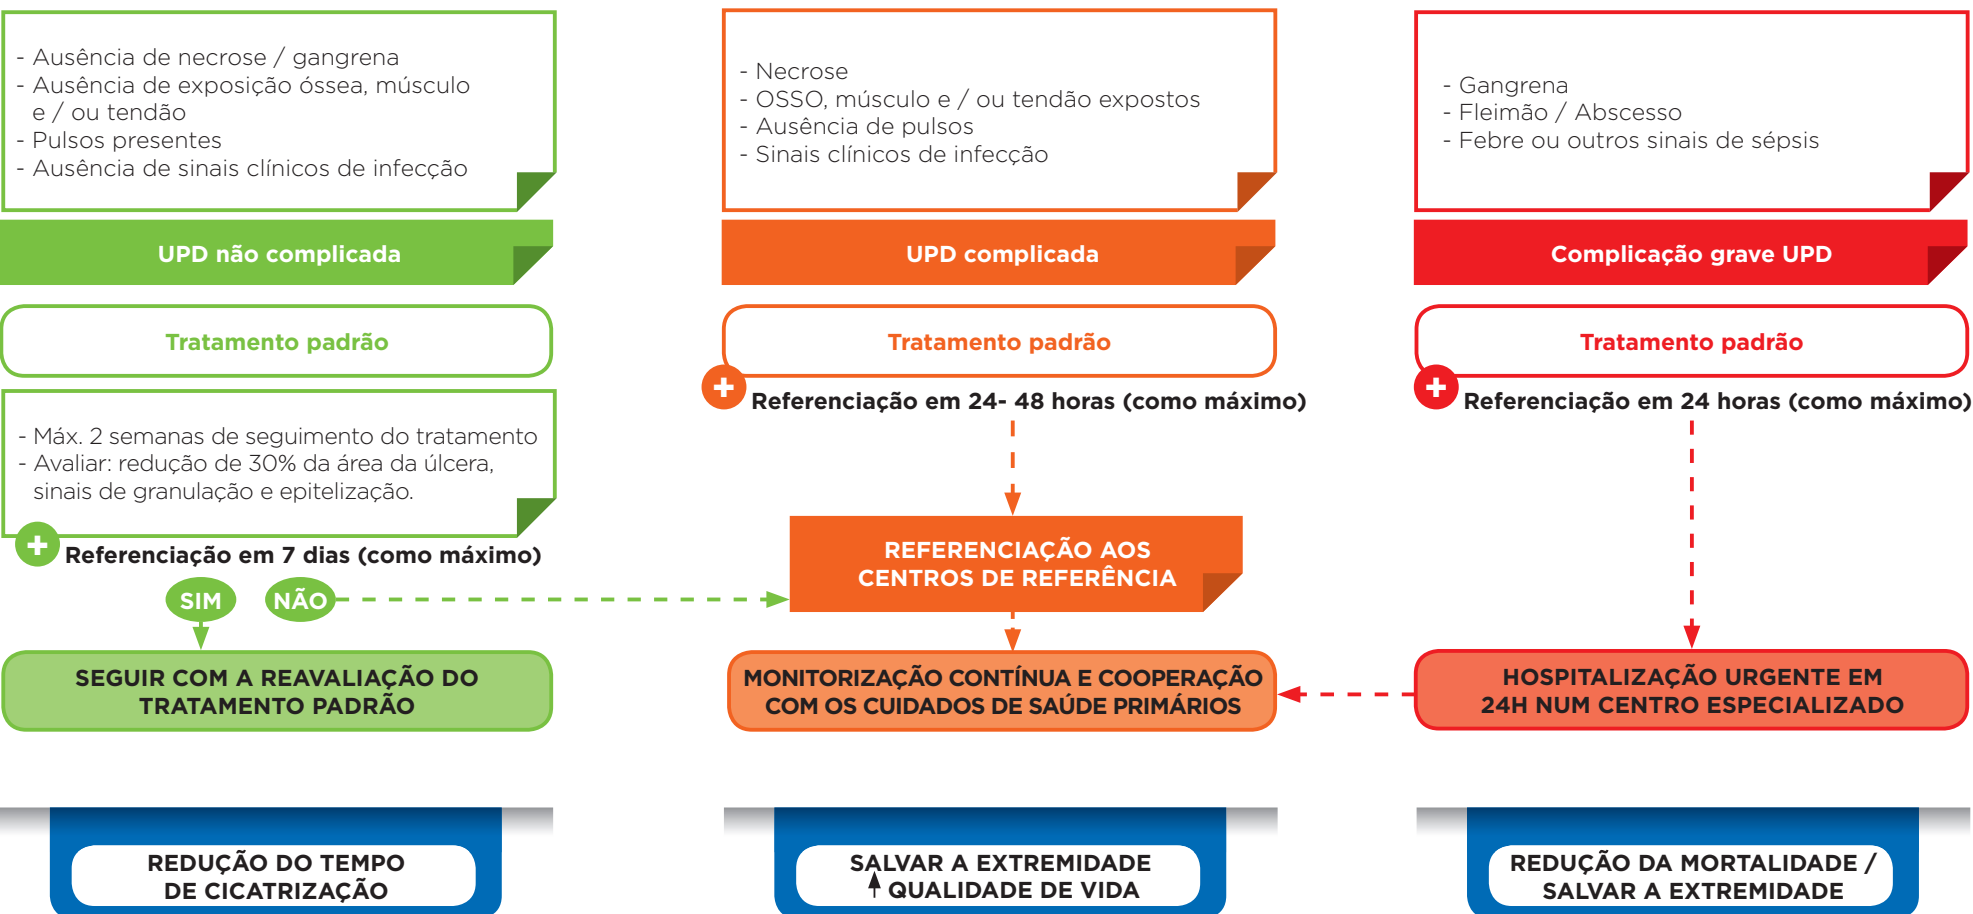 - Ausência de necrose / gangrena
- Ausência de exposição óssea, músculo
e / ou tendão
- Pulsos presentes
- Ausência de sinais clínicos de infecção
UPD não complicada
Tratamento padrão
- Máx. 2 semanas de seguimento do tratamento
- Avaliar: redução de 30% da área da úlcera,
sinais de granulação e epitelização.
+ Referenciação em 7 dias (como máximo)
SIM
NÃO
SEGUIR COM A REAVALIAÇÃO DO
TRATAMENTO PADRÃO
REDUÇÃO DO TEMPO
DE CICATRIZAÇÃO
- Necrose
- OSSO, músculo e / ou tendão expostos
- Ausência de pulsos
- Sinais clínicos de infecção
UPD complicada
Tratamento padrão
+ Referenciação em 24- 48 horas (como máximo)
REFERENCIAÇÃO AOS
CENTROS DE REFERÊNCIA
MONITORIZAÇÃO CONTÍNUA E COOPERAÇÃO
COM OS CUIDADOS DE SAÚDE PRIMÁRIOS
SALVAR A EXTREMIDADE
↑ QUALIDADE DE VIDA
- Gangrena
- Fleimão / Abscesso
- Febre ou outros sinais de sépsis
Complicação grave UPD
Tratamento padrão
+ Referenciação em 24 horas (como máximo)
HOSPITALIZAÇÃO URGENTE EM
24H NUM CENTRO ESPECIALIZADO
REDUÇÃO DA MORTALIDADE /
SALVAR A EXTREMIDADE